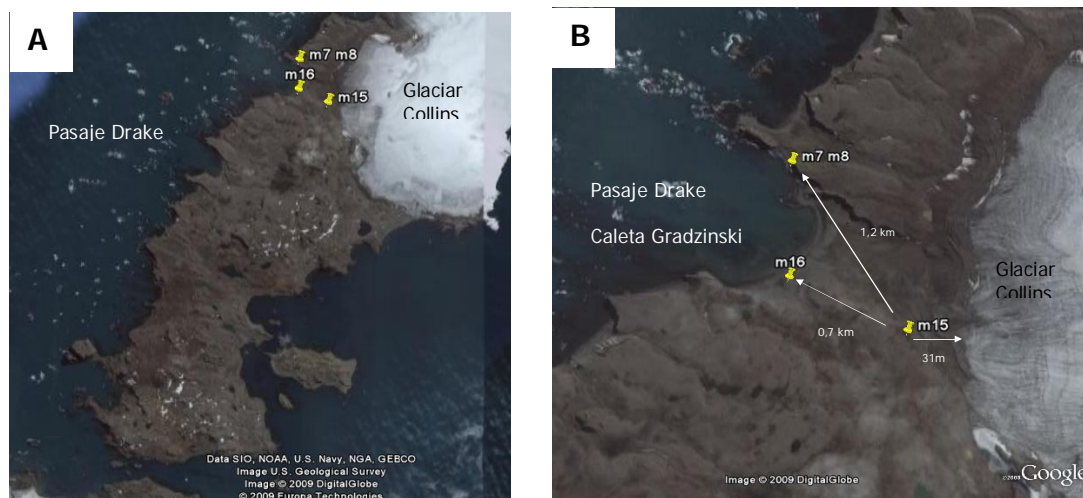 A
m7 m8
m16
m15
Glaciar
Collins
Pasaje Drake
Data SIO, NOAA, U.S. Navy, NGA, GEBCO
Image U.S. Geological Survey
Image © 2009 DigitalGlobe
© 2009 Europa Technologies
B
m7 m8
Pasaje Drake
Caleta Gradzinski
1,2 km
m16
Glaciar
Collins
m15
0,7 km
31m
Image © 2009 DigitalGlobe
©2009 Google